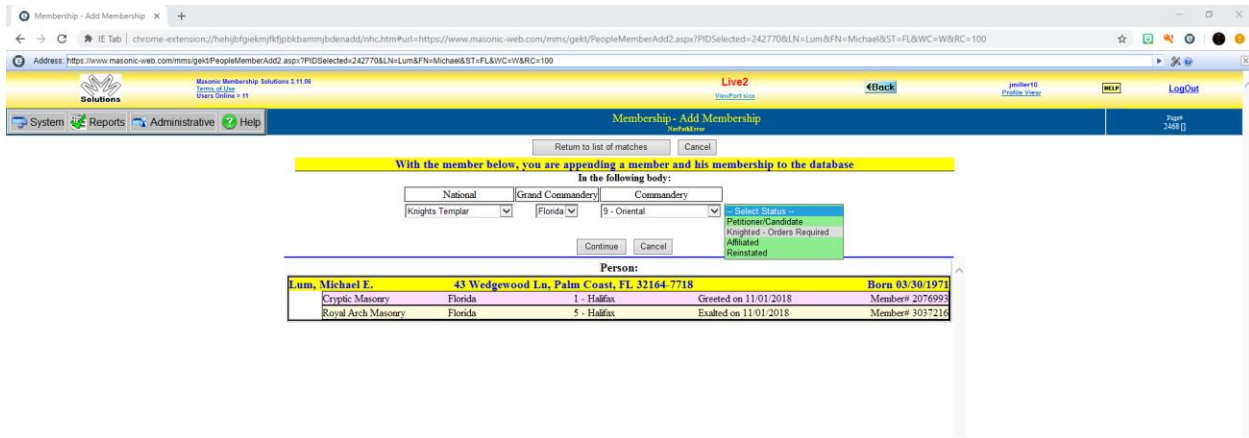 Membership - Add Membership
IE Tab | chrome-extension://hehijbfgiekmjfkfjpbkbammjbdenadd/nhc.htm#url=https://www.masonic-web.com/mms/gekt/PeopleMemberAdd2.aspx?PIDSelected=242770&LN=Lum&FN=Michael&ST=FL&WC=W&RC=100
Address: https://www.masonic-web.com/mms/gekt/PeopleMemberAdd2.aspx?PIDSelected=242770&LN=Lum&FN=Michael&ST=FL&WC=W&RC=100
Solutions
Masonic Membership Solutions 3.11.06
Terms of Use
Users Online = 11
Live2
ViewPort size
Back
jmiller10
Profile View
HELP
LogOut
System Reports Administrative Help
Membership - Add Membership
NavPathError
Page#
2468 []
Return to list of matches Cancel
With the member below, you are appending a member and his membership to the database
In the following body:
National Grand Commandery Commandery
Knights Templar Florida 9 - Oriental -- Select Status --
Petitioner/Candidate
Knighted - Orders Required
Affiliated
Reinstated
Continue Cancel
Person:
Lum, Michael E. 43 Wedgewood Ln, Palm Coast, FL 32164-7718 Born 03/30/1971
Cryptic Masonry Florida 1 - Halifax Greeted on 11/01/2018 Member# 2076993
Royal Arch Masonry Florida 5 - Halifax Exalted on 11/01/2018 Member# 3037216